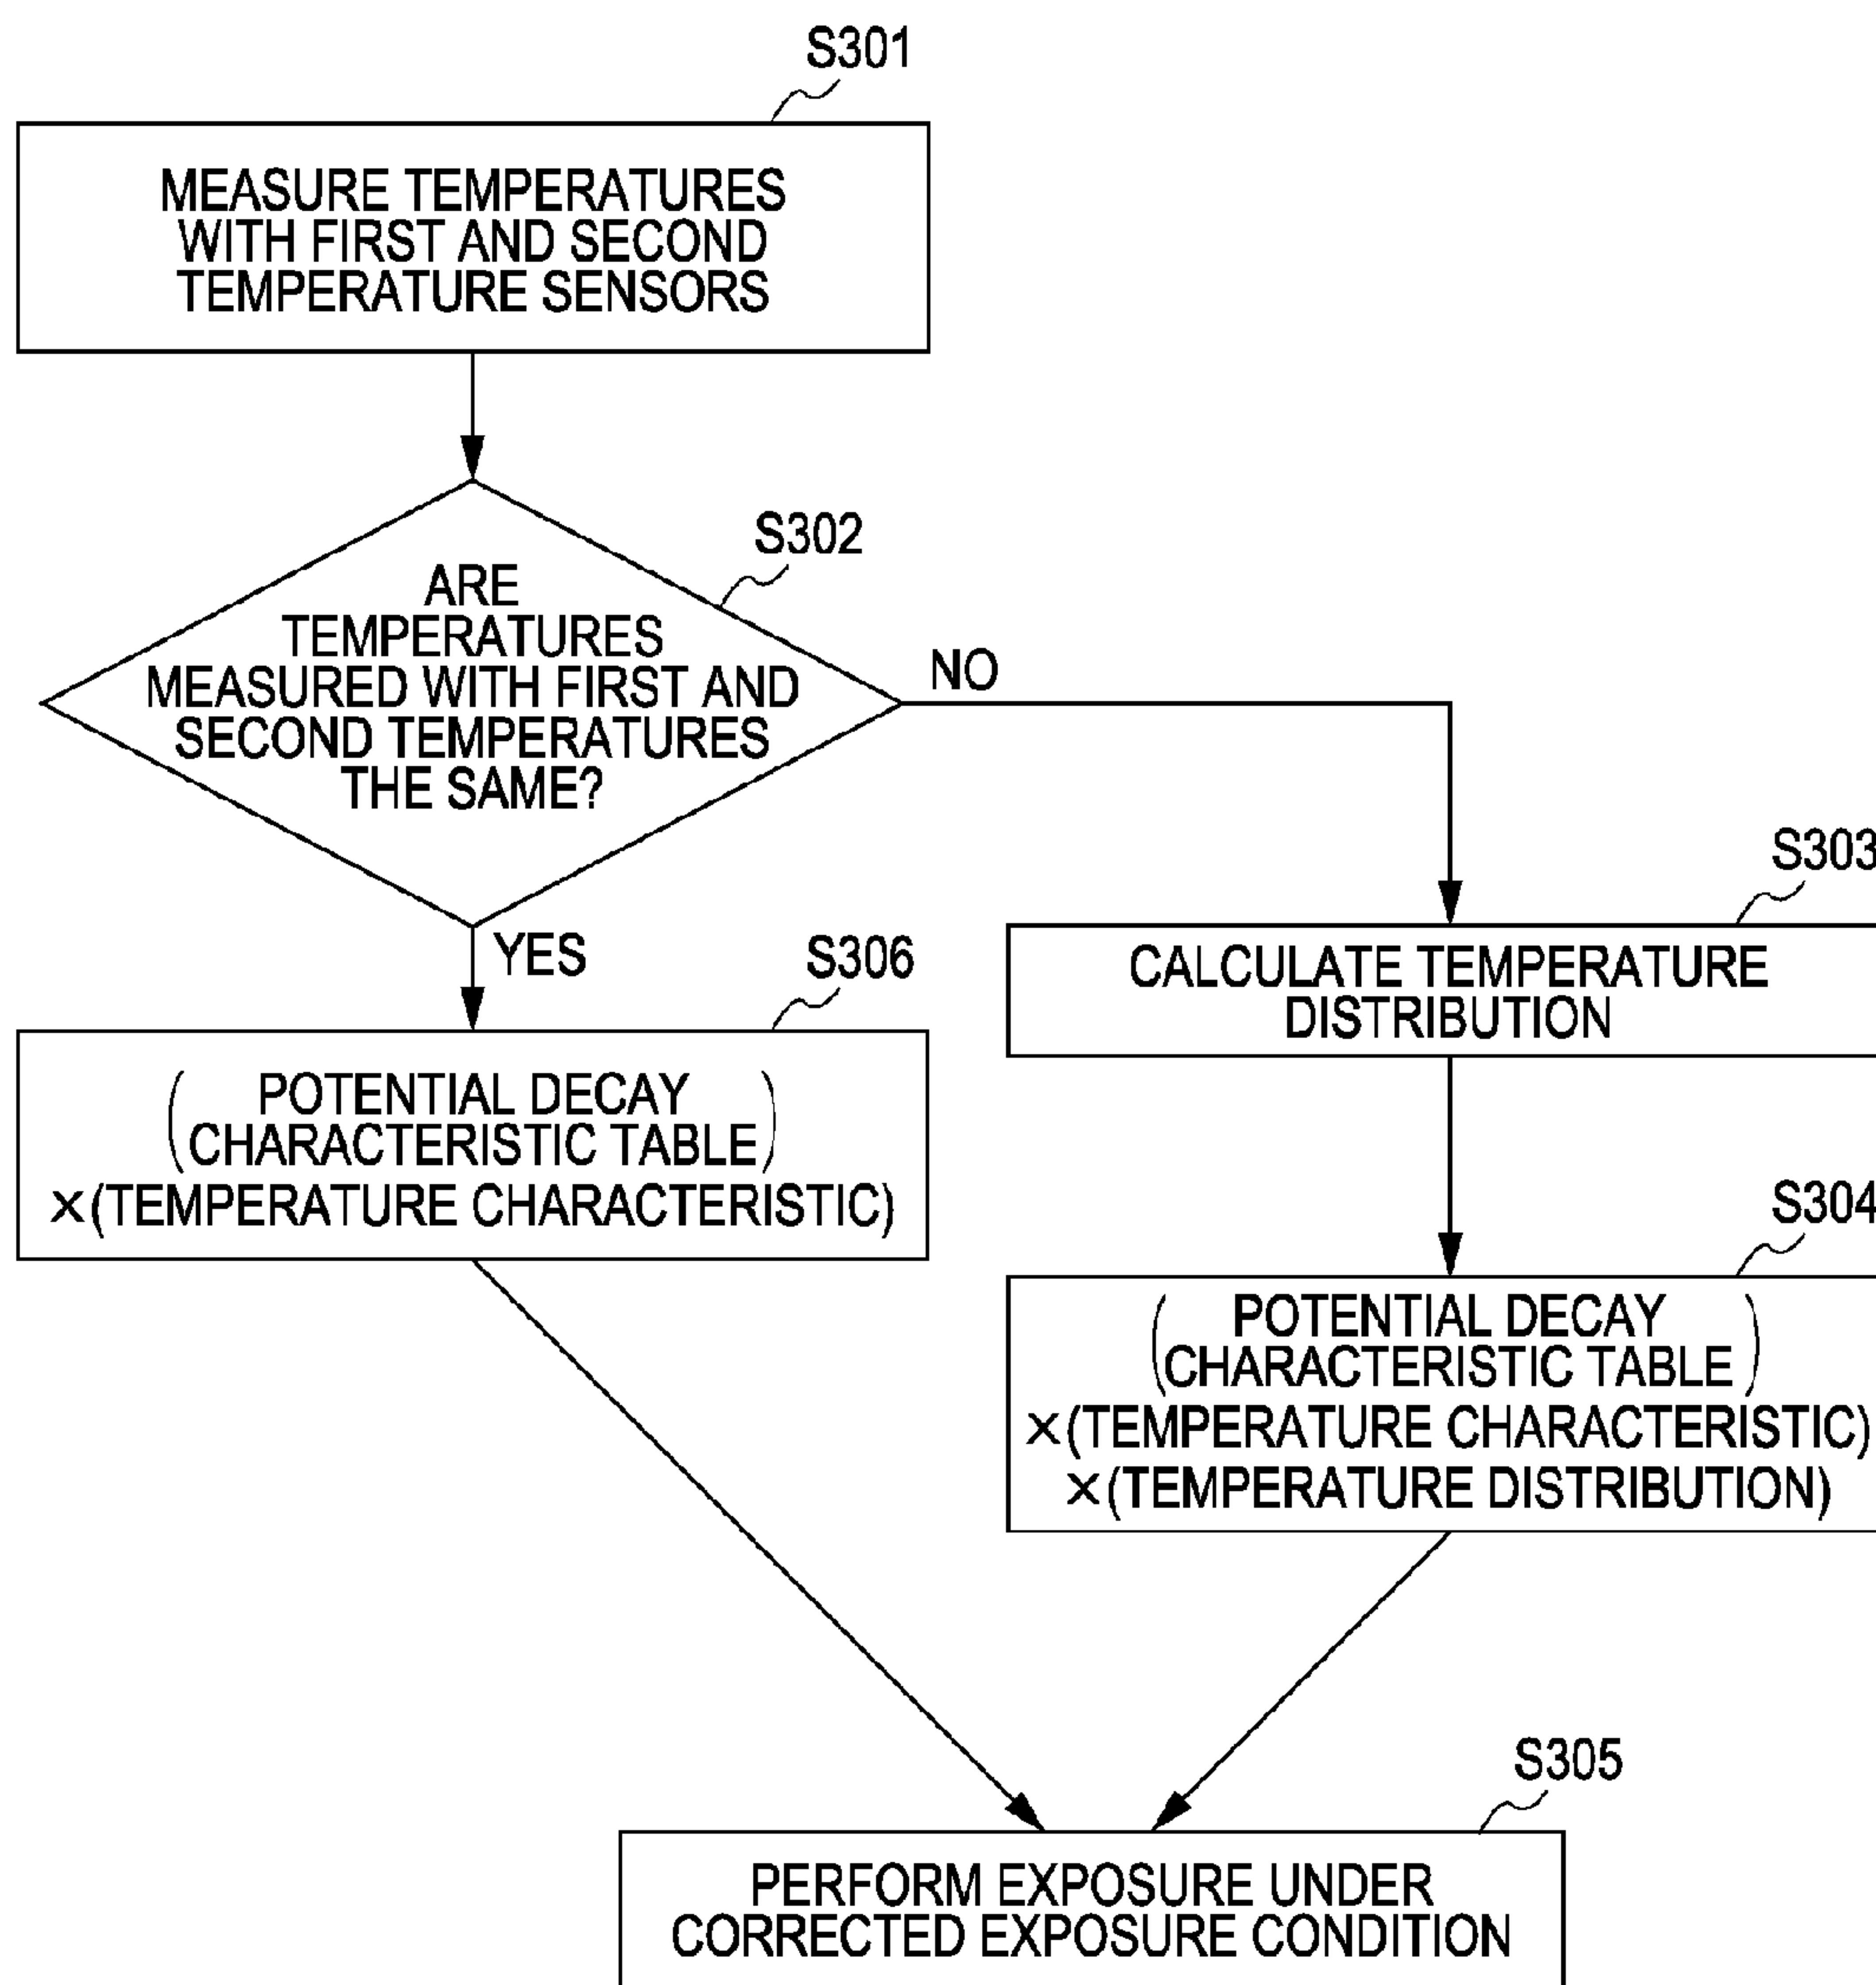 S301
MEASURE TEMPERATURES
WITH FIRST AND SECOND
TEMPERATURE SENSORS
S302
ARE
TEMPERATURES
MEASURED WITH FIRST AND
SECOND TEMPERATURES
THE SAME?
NO
YES
S303
CALCULATE TEMPERATURE
DISTRIBUTION
S306
(POTENTIAL DECAY
CHARACTERISTIC TABLE)
×(TEMPERATURE CHARACTERISTIC)
S304
(POTENTIAL DECAY
CHARACTERISTIC TABLE)
×(TEMPERATURE CHARACTERISTIC)
×(TEMPERATURE DISTRIBUTION)
S305
PERFORM EXPOSURE UNDER
CORRECTED EXPOSURE CONDITION